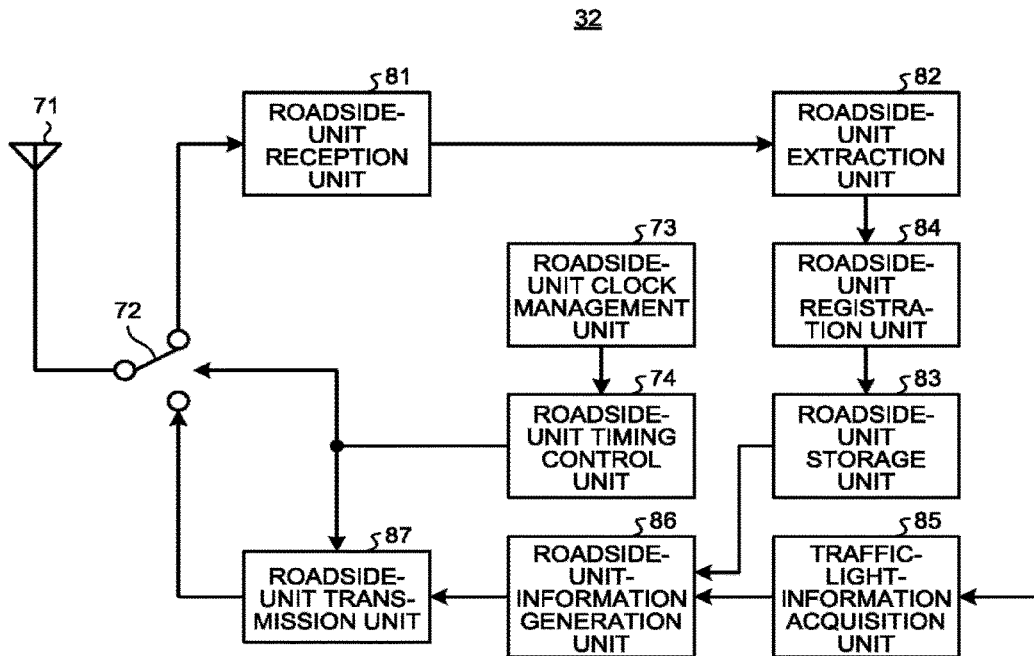 32
81
ROADSIDE-
UNIT
RECEPTION
UNIT
82
ROADSIDE-
UNIT
EXTRACTION
UNIT
71
73
ROADSIDE-
UNIT CLOCK
MANAGEMENT
UNIT
84
ROADSIDE-
UNIT
REGISTRA-
TION UNIT
72
74
ROADSIDE-
UNIT TIMING
CONTROL
UNIT
83
ROADSIDE-
UNIT
STORAGE
UNIT
87
ROADSIDE-
UNIT TRANS-
MISSION UNIT
86
ROADSIDE-
UNIT-
INFORMATION
GENERATION
UNIT
85
TRAFFIC-
LIGHT-
INFORMATION
ACQUISITION
UNIT